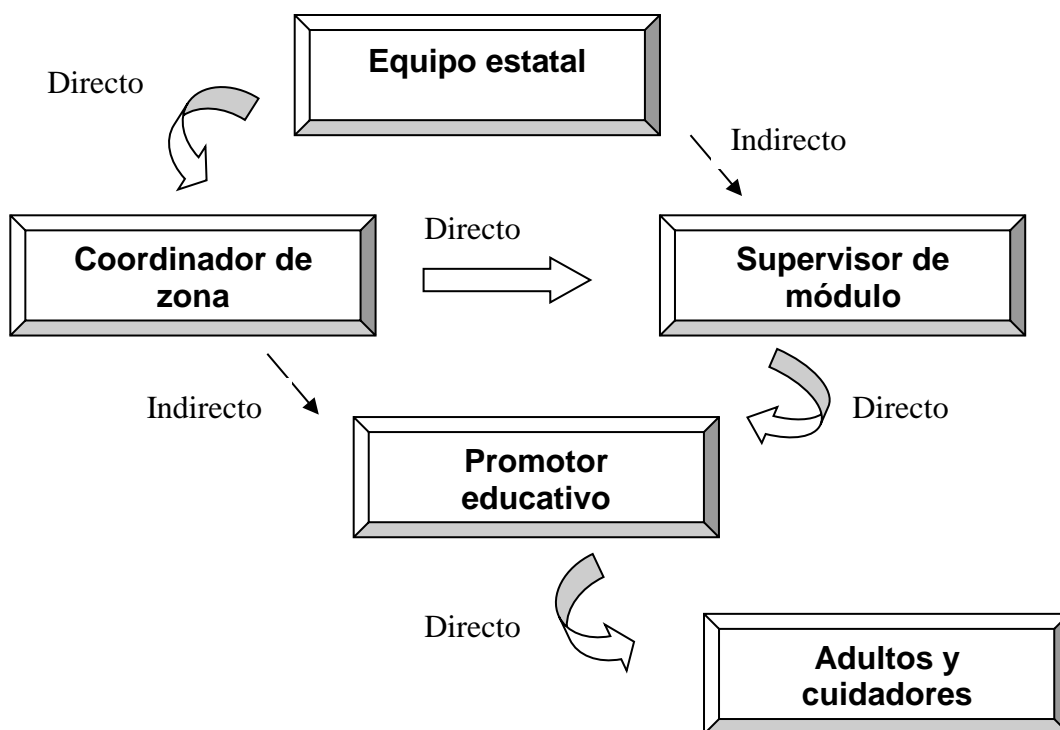 Equipo estatal
Directo
Indirecto
Directo
Coordinador de
zona
Supervisor de
módulo
Indirecto
Directo
Promotor
educativo
Directo
Adultos y
cuidadores